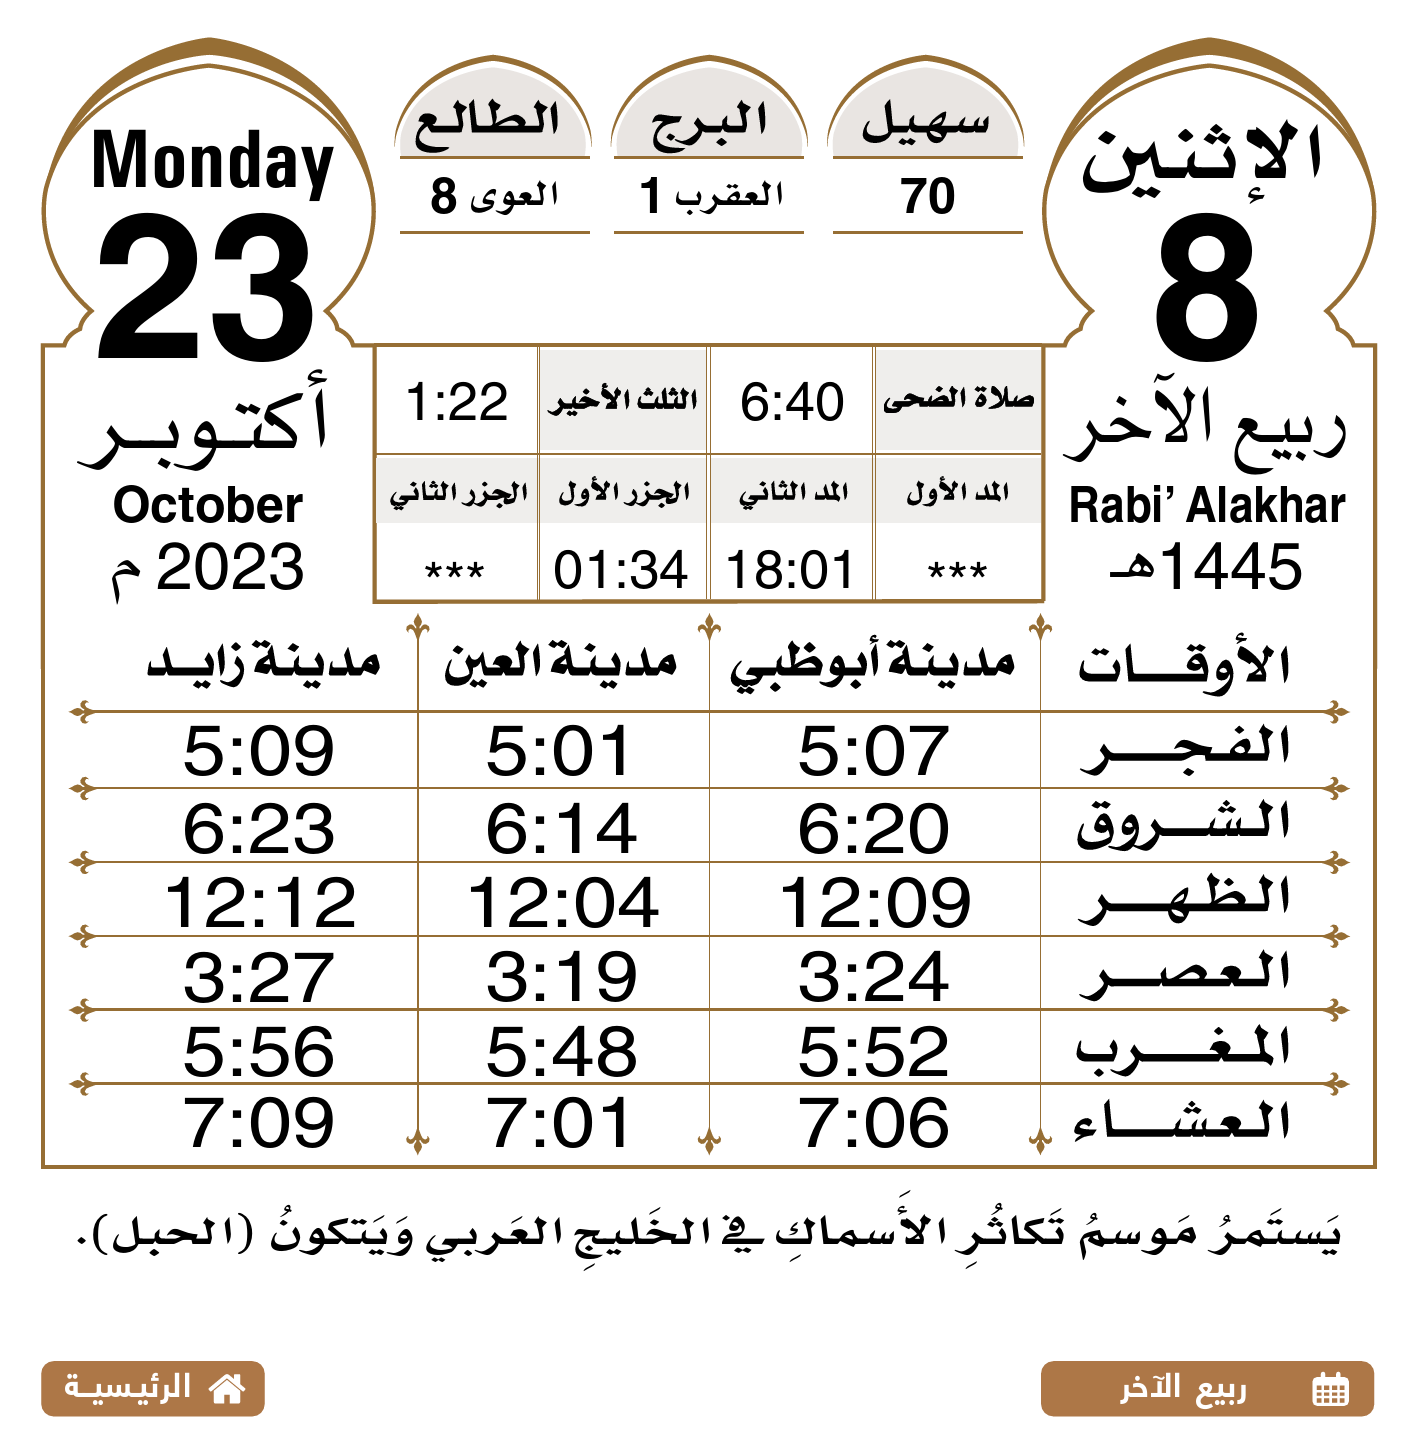 الإثنين
8
ربيع الآخر
Rabi’ Alakhar
1445هـ
سهيل
70
البرج
العقرب 1
الطالع
العوى 8
Monday
23
أكتوبر
October
2023 م
صلاة الضحى 6:40 الثلث الأخير 1:22
المد الأول المد الثاني الجزر الأول الجزر الثاني
*** 18:01 01:34 ***
الأوقات مدينة أبوظبي مدينة العين مدينة زايد
الفجر 5:07 5:01 5:09
الشروق 6:20 6:14 6:23
الظهر 12:09 12:04 12:12
العصر 3:24 3:19 3:27
المغرب 5:52 5:48 5:56
العشاء 7:06 7:01 7:09
يَستَمرُ مَوسمُ تَكاثُرِ الأَسماكِ في الخَليجِ العَربي وَيَتكونُ (الحبل).
ربيع الآخر
الرئيسية